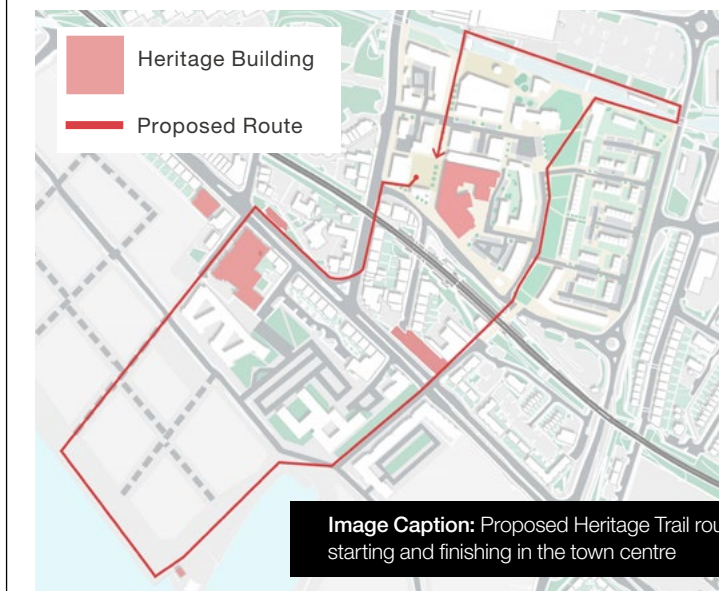 Heritage Building
Proposed Route
Image Caption: Proposed Heritage Trail
starting and finishing in the town centre